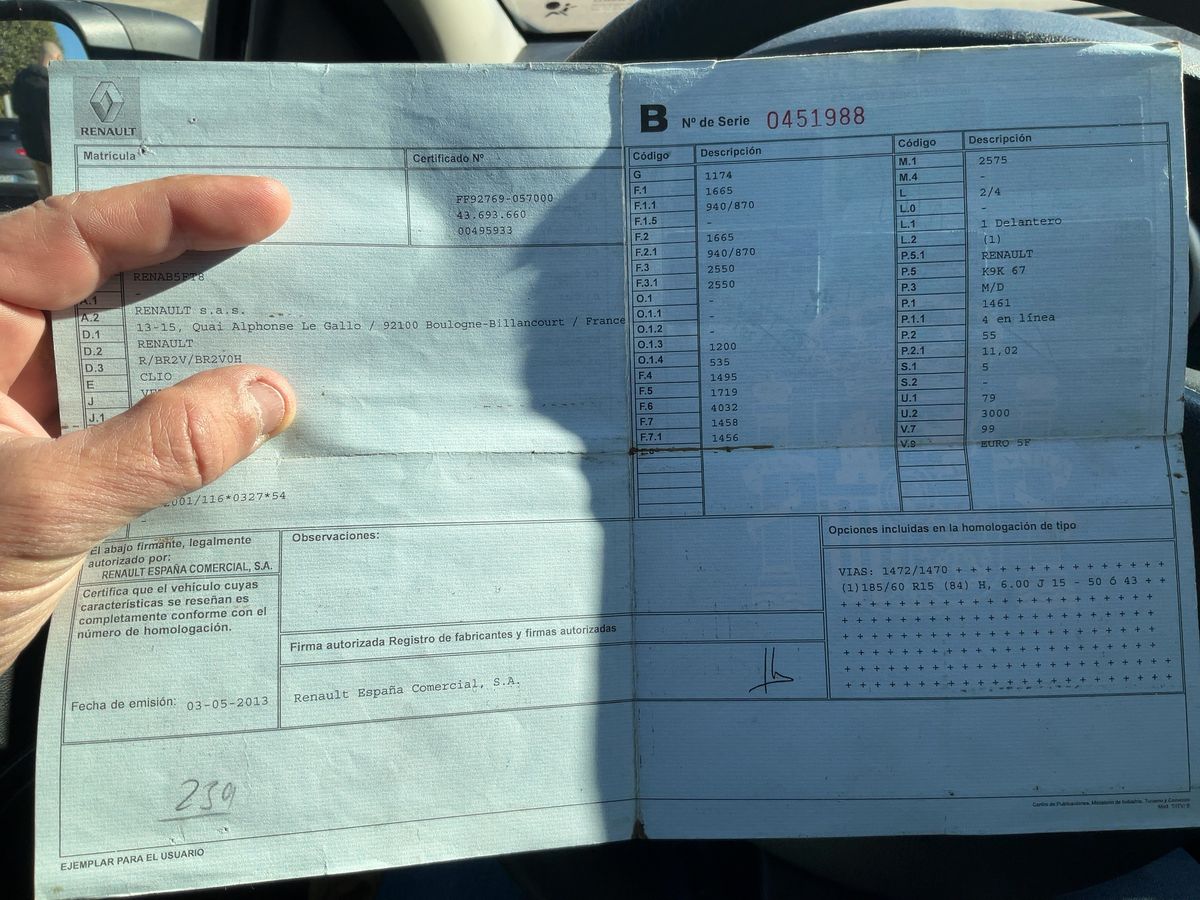 RENAULT
B Nº de Serie 0451988
Matrícula
Certificado Nº
FF92769-057000
43.693.660
00495933
RENAB5FT8
A.1 -
A.2 RENAULT s.a.s.
13-15, Quai Alphonse Le Gallo / 92100 Boulogne-Billancourt / France
D.1 RENAULT
D.2 R/BR2V/BR2V0H
D.3 CLIO
E
J
J.1
2001/116*0327*54
-
Código Descripción
G 1174
F.1 1665
F.1.1 940/870
F.1.5 -
F.2 1665
F.2.1 940/870
F.3 2550
F.3.1 2550
O.1 -
O.1.1 -
O.1.2 -
O.1.3 1200
O.1.4 535
F.4 1495
F.5 1719
F.6 4032
F.7 1458
F.7.1 1456
-
Código Descripción
M.1 2575
M.4 -
L 2/4
L.0 -
L.1 1 Delantero
L.2 (1)
P.5.1 RENAULT
P.5 K9K 67
P.3 M/D
P.1 1461
P.1.1 4 en línea
P.2 55
P.2.1 11,02
S.1 5
S.2 -
U.1 79
U.2 3000
V.7 99
V.9 EURO 5F
El abajo firmante, legalmente
autorizado por:
RENAULT ESPAÑA COMERCIAL, S.A.
Certifica que el vehículo cuyas
características se reseñan es
completamente conforme con el
número de homologación.
Fecha de emisión: 03-05-2013
Observaciones:
Firma autorizada Registro de fabricantes y firmas autorizadas
Renault España Comercial, S.A.
Opciones incluidas en la homologación de tipo
VIAS: 1472/1470 + + + + + + + + + + + + +
(1)185/60 R15 (84) H, 6.00 J 15 - 50 ó 43 + +
239
EJEMPLAR PARA EL USUARIO
Centro de Publicaciones. Ministerio de Industria, Turismo y Comercio